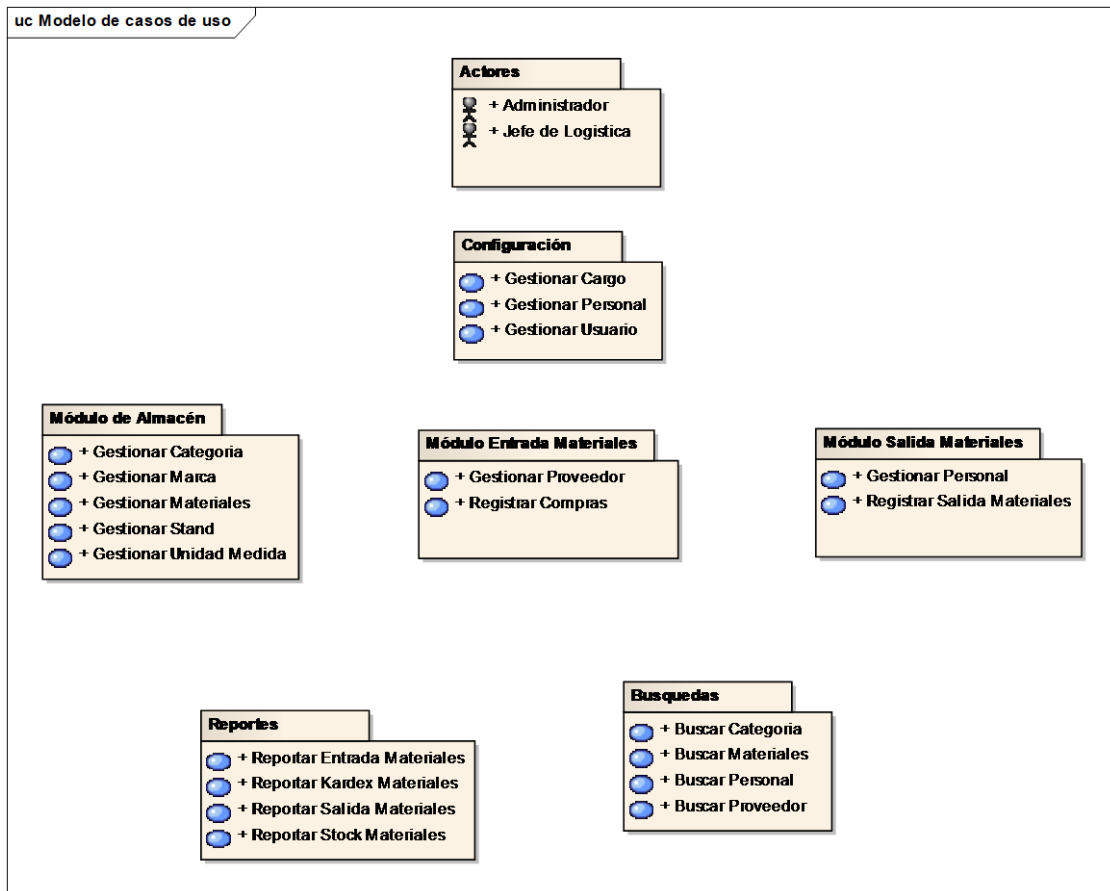 uc Modelo de casos de uso
Actores
+ Administrador
+ Jefe de Logistica
Configuración
+ Gestionar Cargo
+ Gestionar Personal
+ Gestionar Usuario
Módulo de Almacén
+ Gestionar Categoria
+ Gestionar Marca
+ Gestionar Materiales
+ Gestionar Stand
+ Gestionar Unidad Medida
Módulo Entrada Materiales
+ Gestionar Proveedor
+ Registrar Compras
Módulo Salida Materiales
+ Gestionar Personal
+ Registrar Salida Materiales
Reportes
+ Reportar Entrada Materiales
+ Reportar Kardex Materiales
+ Reportar Salida Materiales
+ Reportar Stock Materiales
Busquedas
+ Buscar Categoria
+ Buscar Materiales
+ Buscar Personal
+ Buscar Proveedor